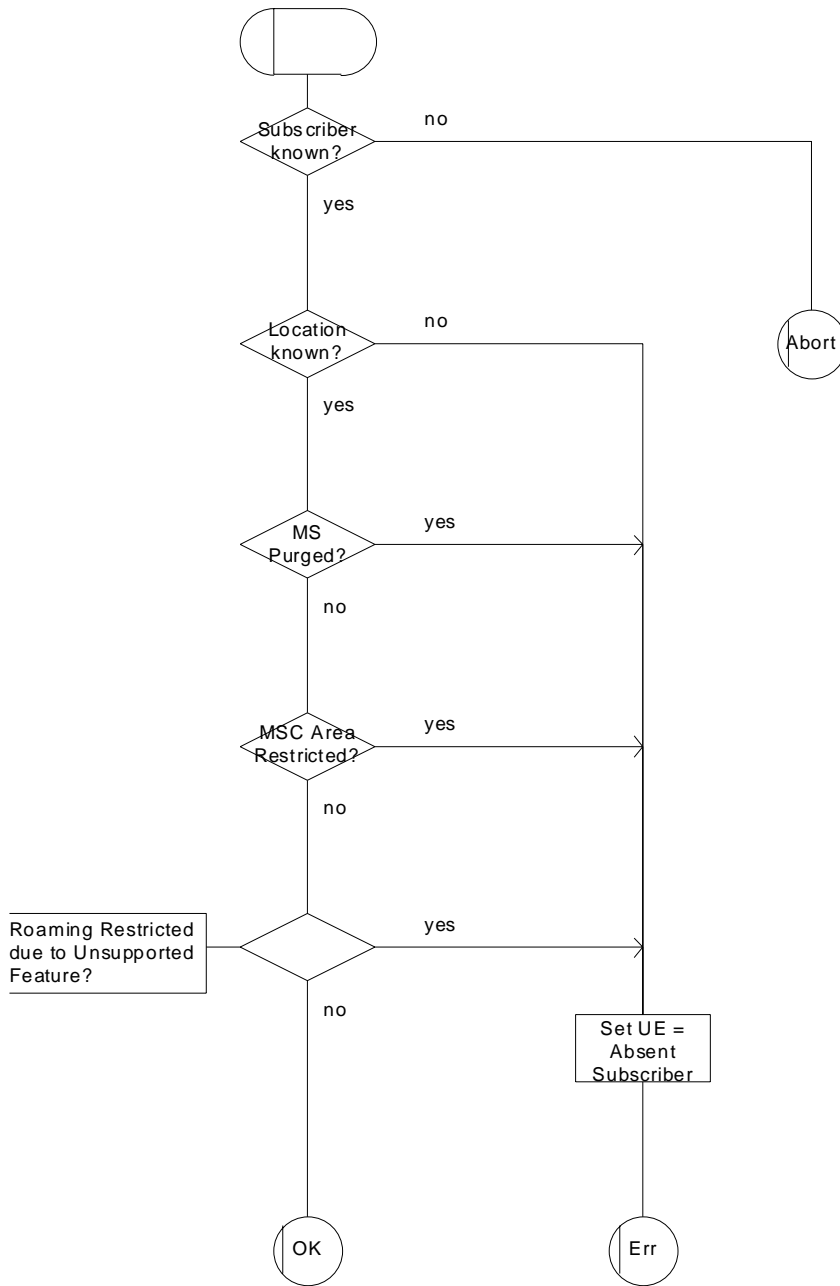 Subscriber
known?
no
yes
Location
known?
no
Abort
yes
MS
Purged?
yes
no
MSC Area
Restricted?
yes
no
Roaming Restricted
due to Unsupported
Feature?
yes
no
Set UE =
Absent
Subscriber
OK
Err